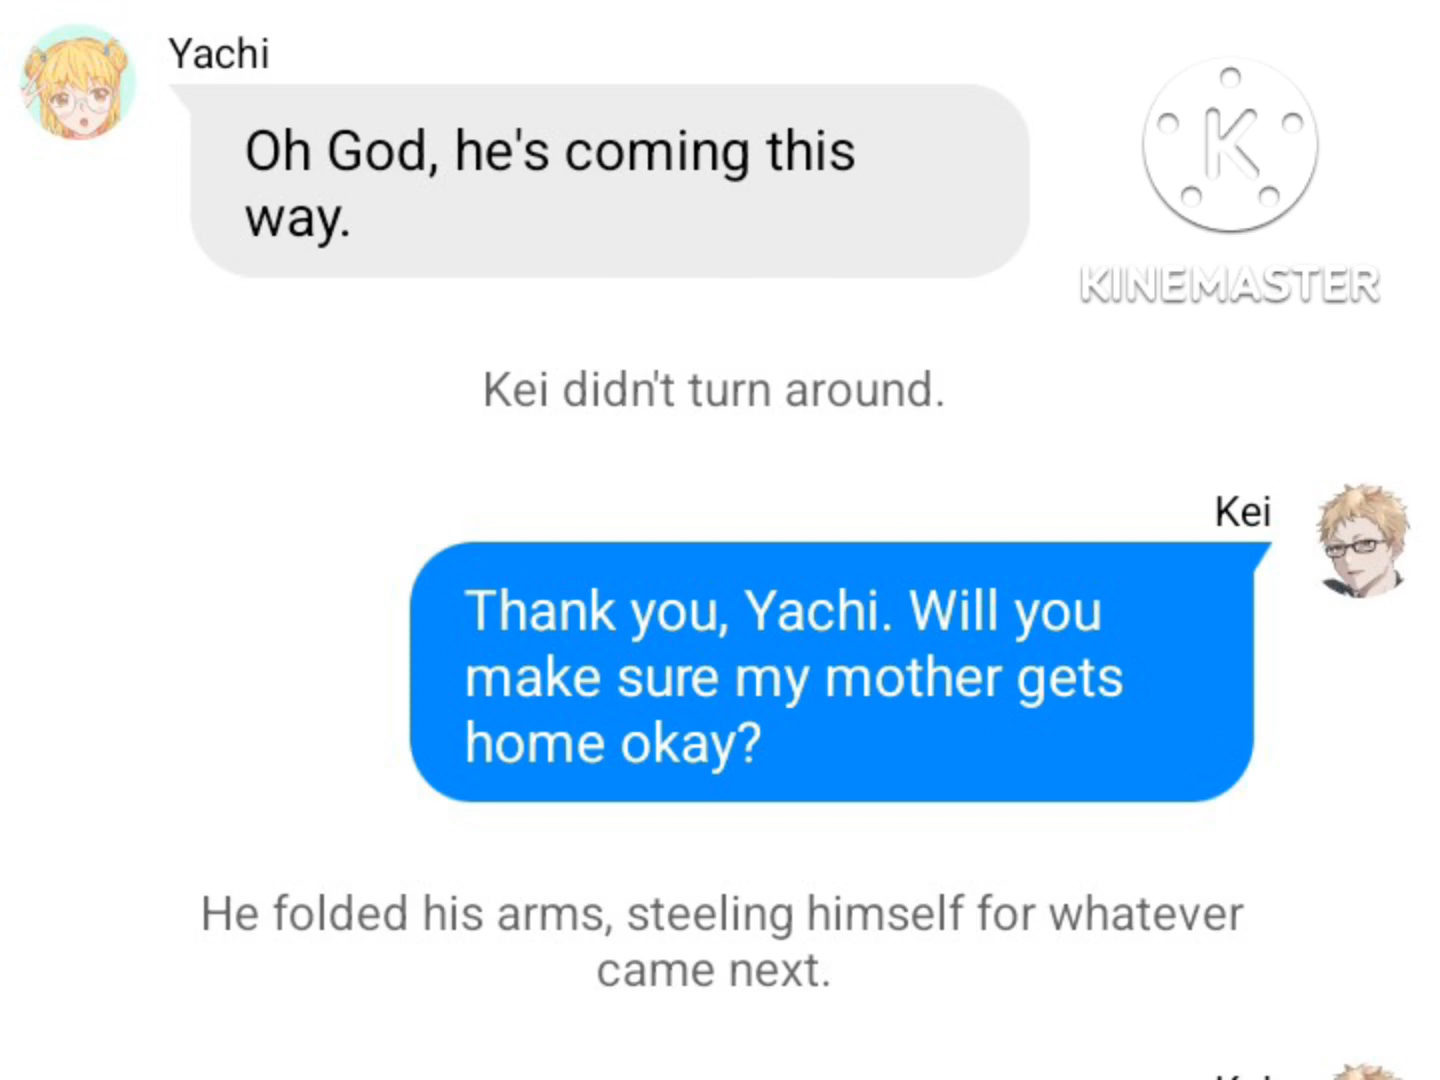 Yachi
Oh God, he's coming this
way.
K
KINEMASTER
Kei didn't turn around.
Kei
Thank you, Yachi. Will you
make sure my mother gets
home okay?
He folded his arms, steeling himself for whatever
came next.